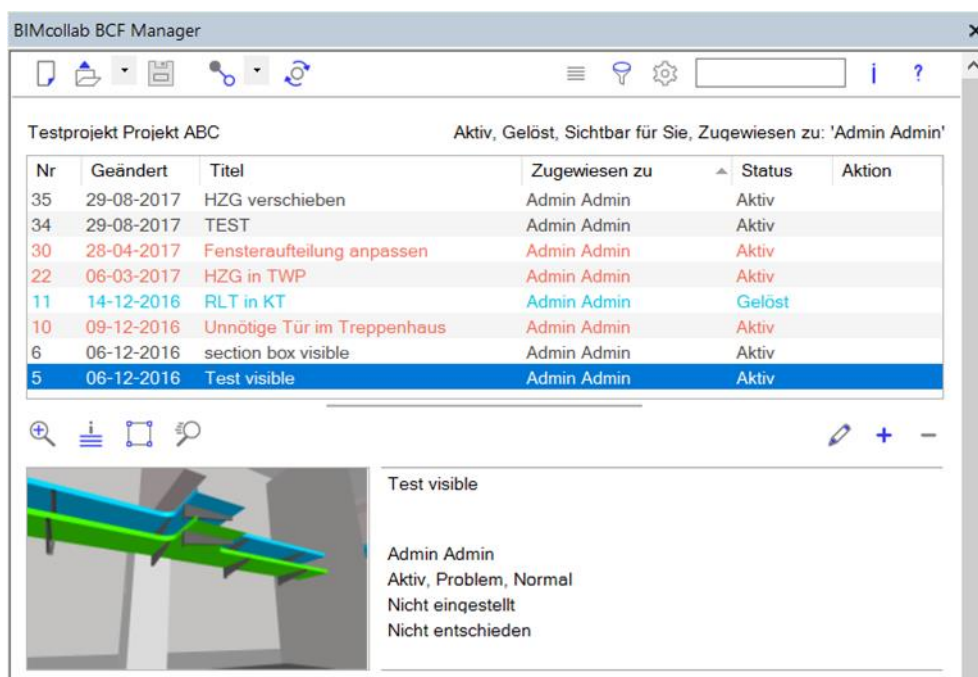 BIMcollab BCF Manager
Testprojekt Projekt ABC Aktiv, Gelöst, Sichtbar für Sie, Zugewiesen zu: 'Admin Admin'
Nr Geändert Titel Zugewiesen zu Status Aktion
35 29-08-2017 HZG verschieben Admin Admin Aktiv
34 29-08-2017 TEST Admin Admin Aktiv
30 28-04-2017 Fensteraufteilung anpassen Admin Admin Aktiv
22 06-03-2017 HZG in TWP Admin Admin Aktiv
11 14-12-2016 RLT in KT Admin Admin Gelöst
10 09-12-2016 Unnötige Tür im Treppenhaus Admin Admin Aktiv
6 06-12-2016 section box visible Admin Admin Aktiv
5 06-12-2016 Test visible Admin Admin Aktiv
Test visible
Admin Admin
Aktiv, Problem, Normal
Nicht eingestellt
Nicht entschieden